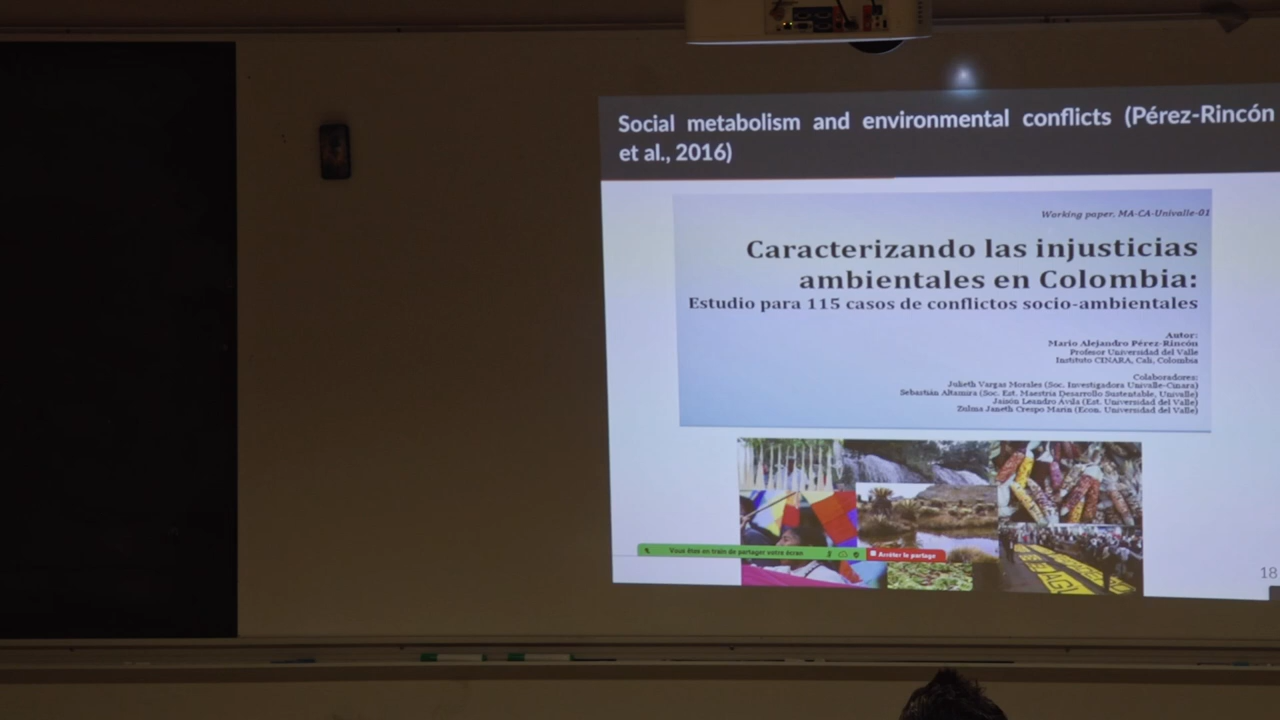 Social metabolism and environmental conflicts (Pérez-Rincón
et al., 2016)
Working paper, MA-CA-Univalle-01
Caracterizando las injusticias
ambientales en Colombia:
Estudio para 115 casos de conflictos socio-ambientales
Autor:
Mario Alejandro Pérez-Rincón
Profesor Universidad del Valle
Instituto CINARA, Cali, Colombia
Colaboradores:
Julieth Vargas Morales (Soc. Investigadora Univalle-Cinara)
Sebastián Altamira (Soc. Est. Maestría Desarrollo Sustentable, Univalle)
Jaisón Leandro Ávila (Est. Universidad del Valle)
Zulma Janeth Crespo Marín (Econ. Universidad del Valle)
Vous êtes en train de partager votre écran
Arrêter le partage
18